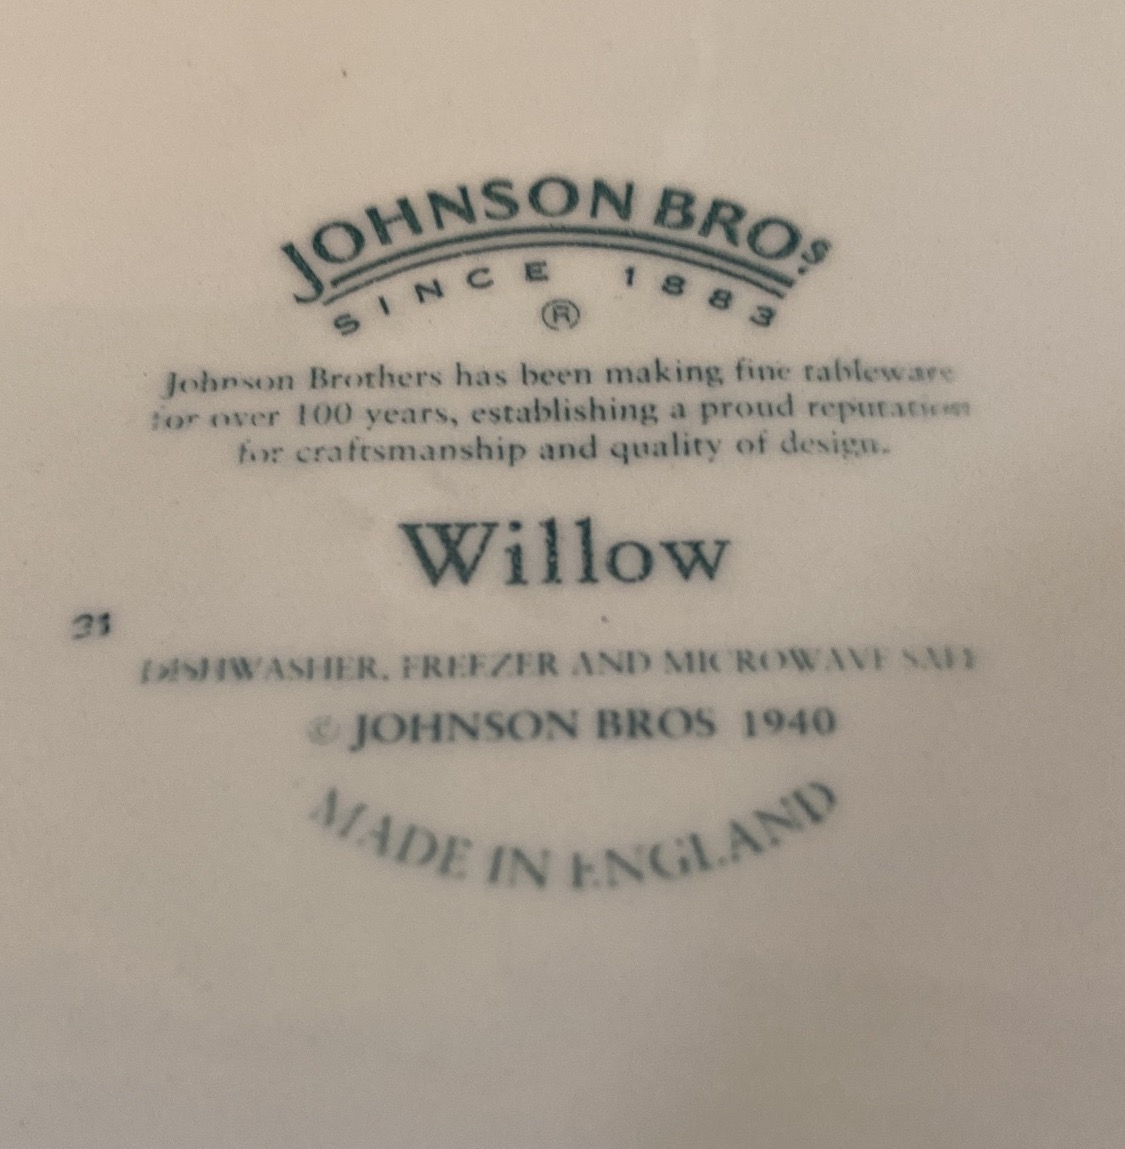 JOHNSON BROS.
SINCE 1883
®
Johnson Brothers has been making fine tableware
for over 100 years, establishing a proud reputation
for craftsmanship and quality of design.
Willow
31
DISHWASHER, FREEZER AND MICROWAVE SAFE
© JOHNSON BROS 1940
MADE IN ENGLAND